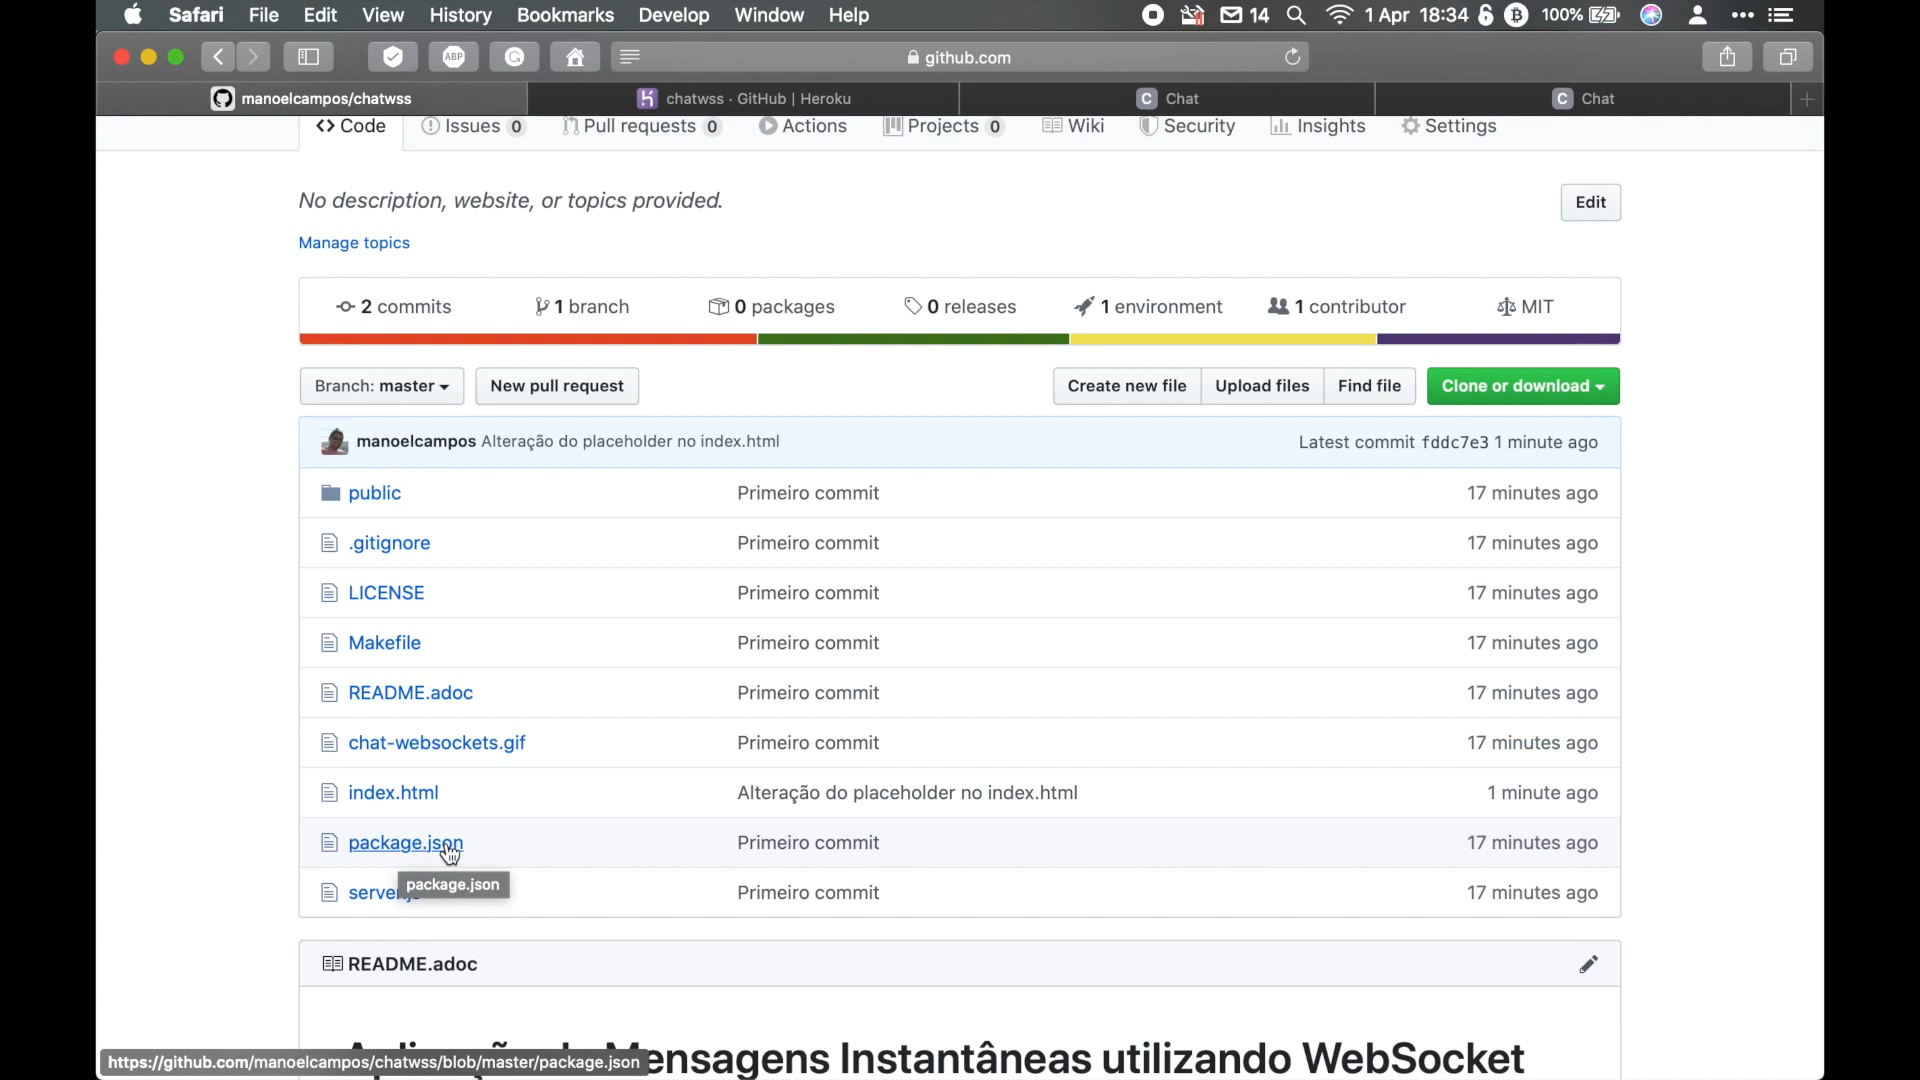 Safari File Edit View History Bookmarks Develop Window Help 14 1 Apr 18:34 100%
ABP github.com
manoelcampos/chatwss chatwss · GitHub | Heroku C Chat C Chat
Code Issues 0 Pull requests 0 Actions Projects 0 Wiki Security Insights Settings
No description, website, or topics provided. Edit
Manage topics
2 commits 1 branch 0 packages 0 releases 1 environment 1 contributor MIT
Branch: master New pull request Create new file Upload files Find file Clone or download
manoelcampos Alteração do placeholder no index.html Latest commit fddc7e3 1 minute ago
public Primeiro commit 17 minutes ago
.gitignore Primeiro commit 17 minutes ago
LICENSE Primeiro commit 17 minutes ago
Makefile Primeiro commit 17 minutes ago
README.adoc Primeiro commit 17 minutes ago
chat-websockets.gif Primeiro commit 17 minutes ago
index.html Alteração do placeholder no index.html 1 minute ago
package.json Primeiro commit 17 minutes ago
package.json
Primeiro commit 17 minutes ago
README.adoc
Mensagens Instantâneas utilizando WebSocket
https://github.com/manoelcampos/chatwss/blob/master/package.json